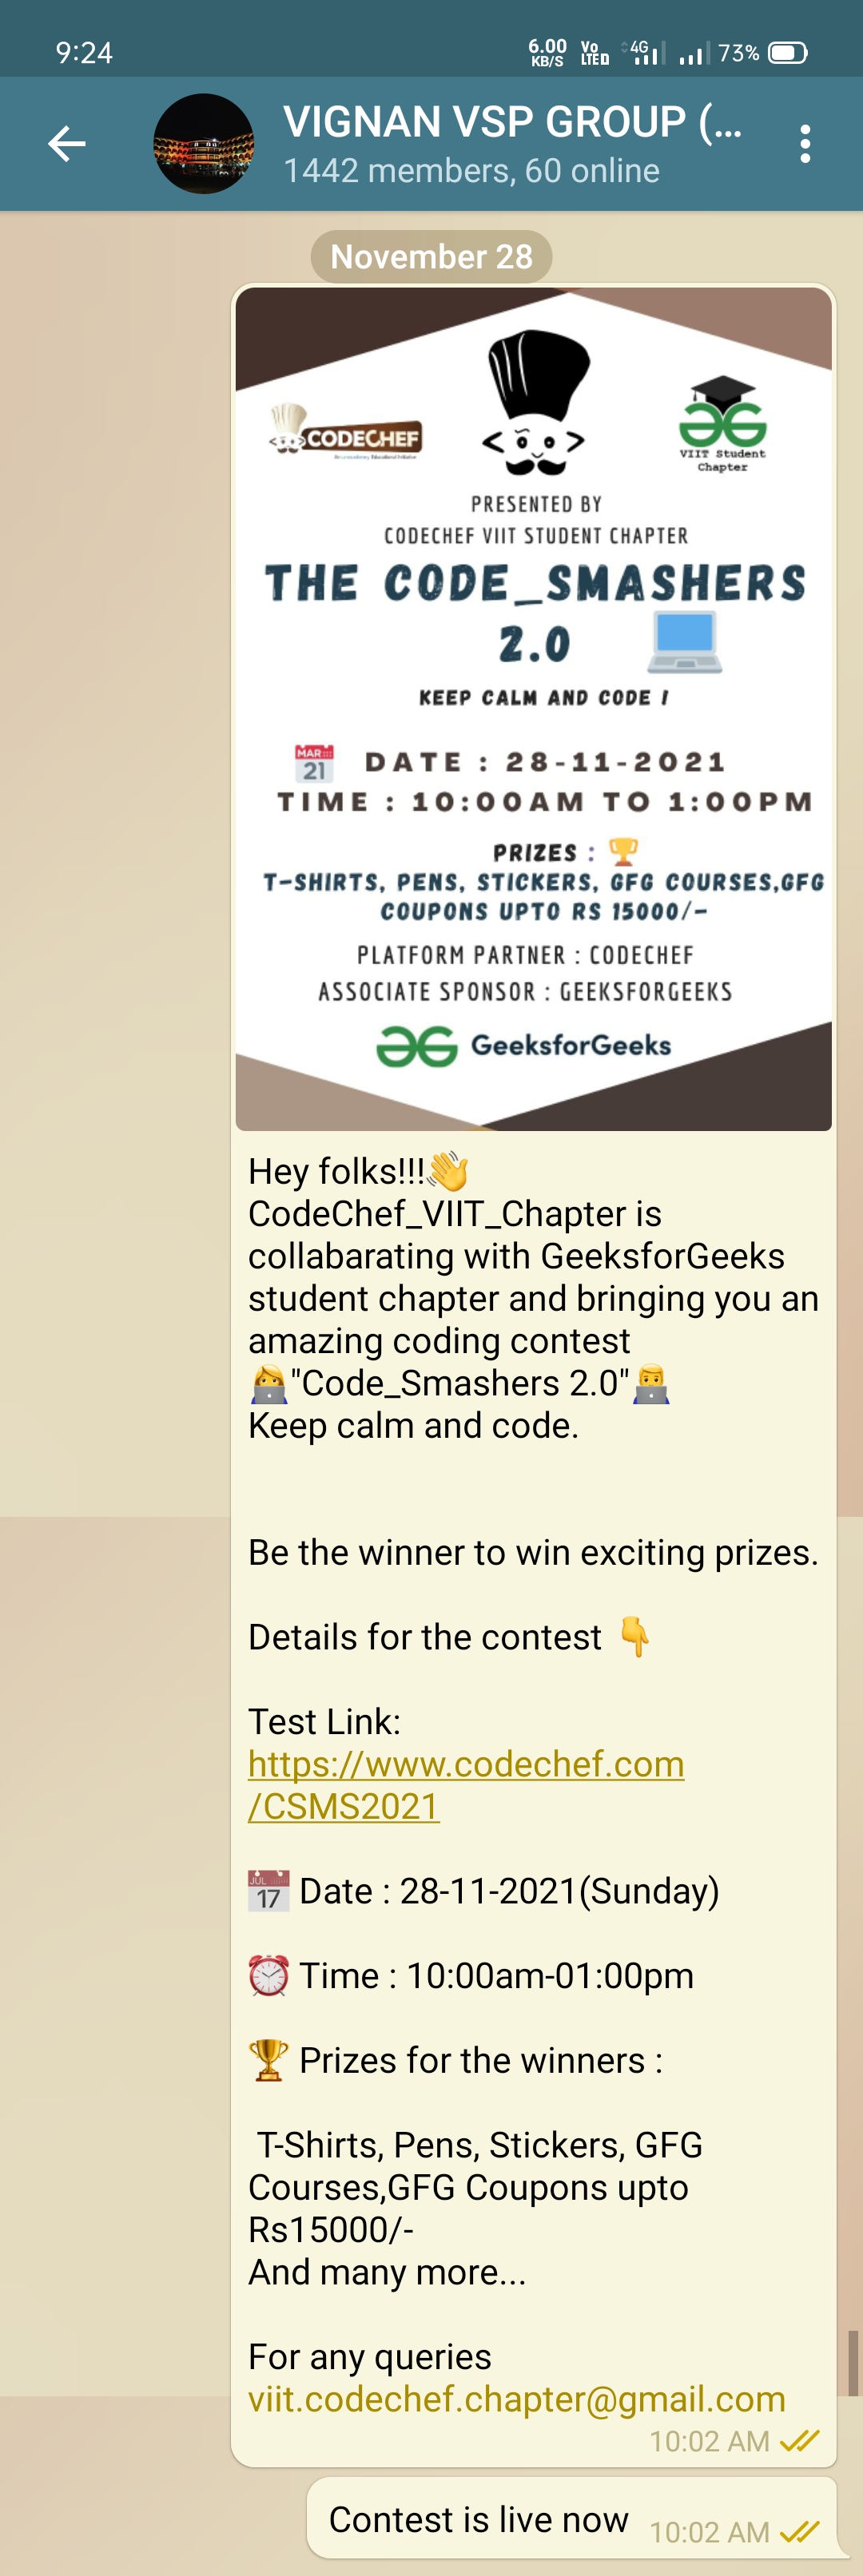 9:24
6.00 KB/S Vo LTED 4G 73%
VIGNAN VSP GROUP (...
1442 members, 60 online
November 28
CODECHEF
VIIT Student
Chapter
PRESENTED BY
CODECHEF VIIT STUDENT CHAPTER
THE CODE_SMASHERS
2.0
KEEP CALM AND CODE !
MAR
21
DATE : 28-11-2021
TIME : 10:00AM TO 1:00PM
PRIZES :
T-SHIRTS, PENS, STICKERS, GFG COURSES,GFG
COUPONS UPTO RS 15000/-
PLATFORM PARTNER : CODECHEF
ASSOCIATE SPONSOR : GEEKSFORGEEKS
GeeksforGeeks
Hey folks!!!👋
CodeChef_VIIT_Chapter is
collabarating with GeeksforGeeks
student chapter and bringing you an
amazing coding contest
👩‍💻"Code_Smashers 2.0"👨‍💻
Keep calm and code.
Be the winner to win exciting prizes.
Details for the contest 👇
Test Link:
https://www.codechef.com
/CSMS2021
📅 Date : 28-11-2021(Sunday)
⏰ Time : 10:00am-01:00pm
🏆 Prizes for the winners :
T-Shirts, Pens, Stickers, GFG
Courses,GFG Coupons upto
Rs15000/-
And many more...
For any queries
viit.codechef.chapter@gmail.com
10:02 AM
Contest is live now 10:02 AM